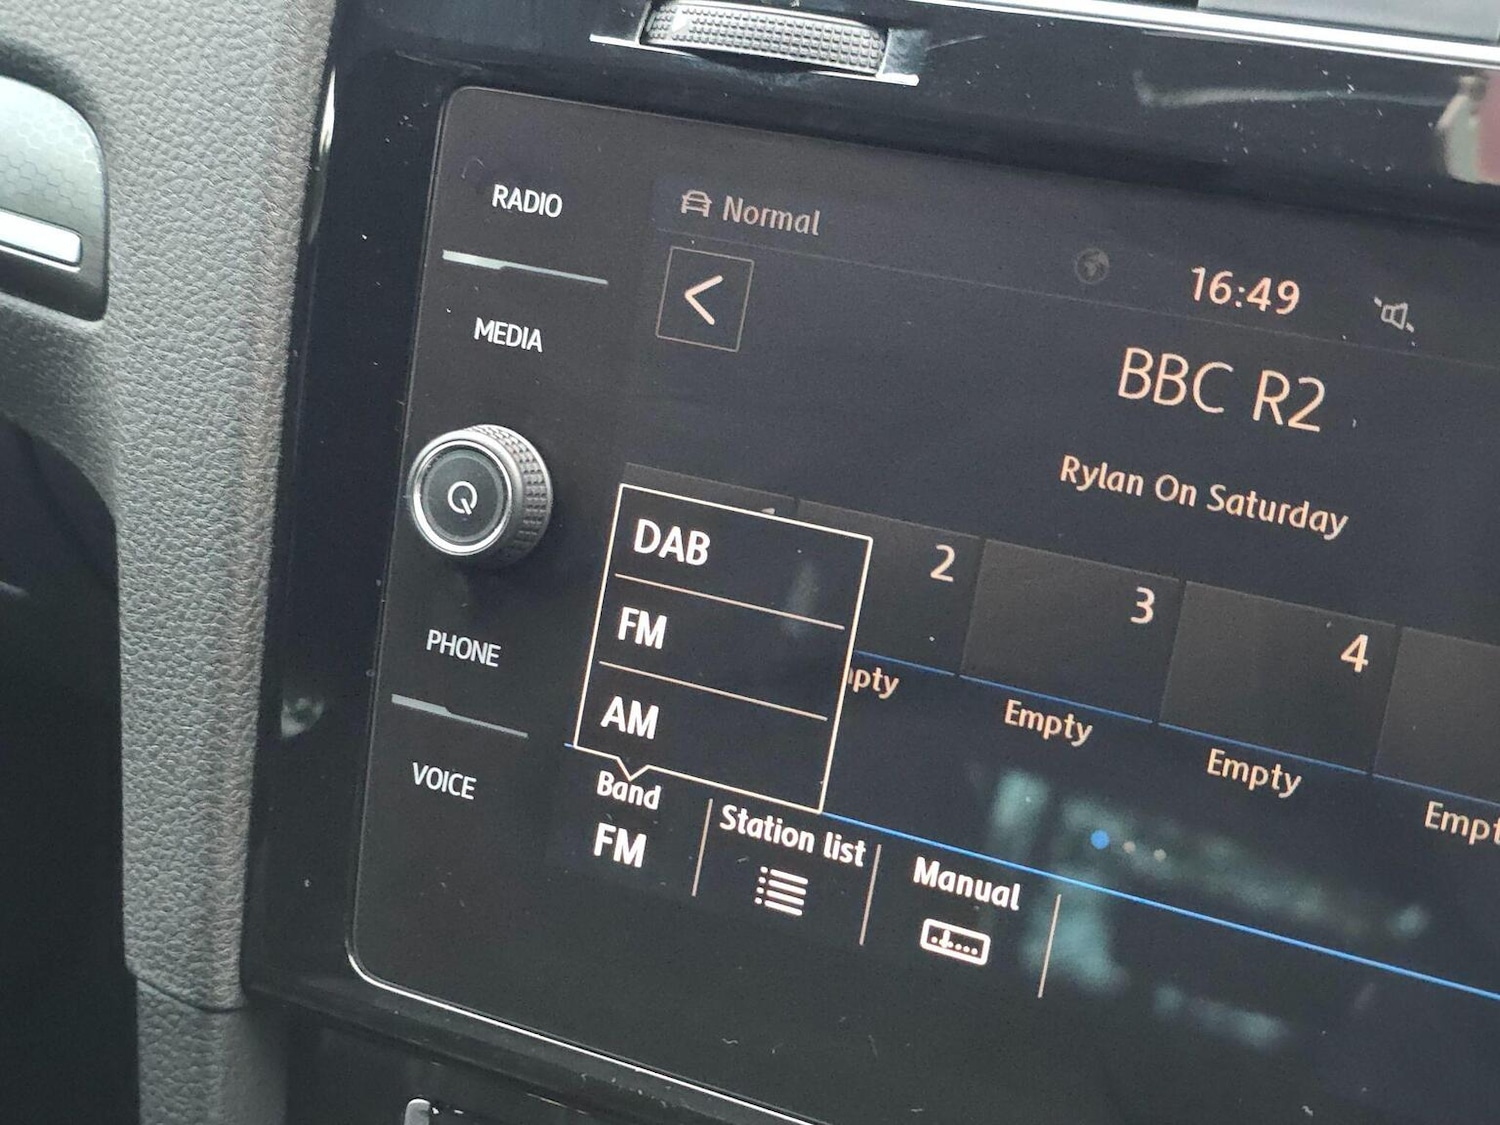 RADIO
MEDIA
PHONE
VOICE
Normal
16:49
BBC R2
Rylan On Saturday
DAB
FM
AM
2
3
4
Empty
Empty
Band
FM
Station list
Manual